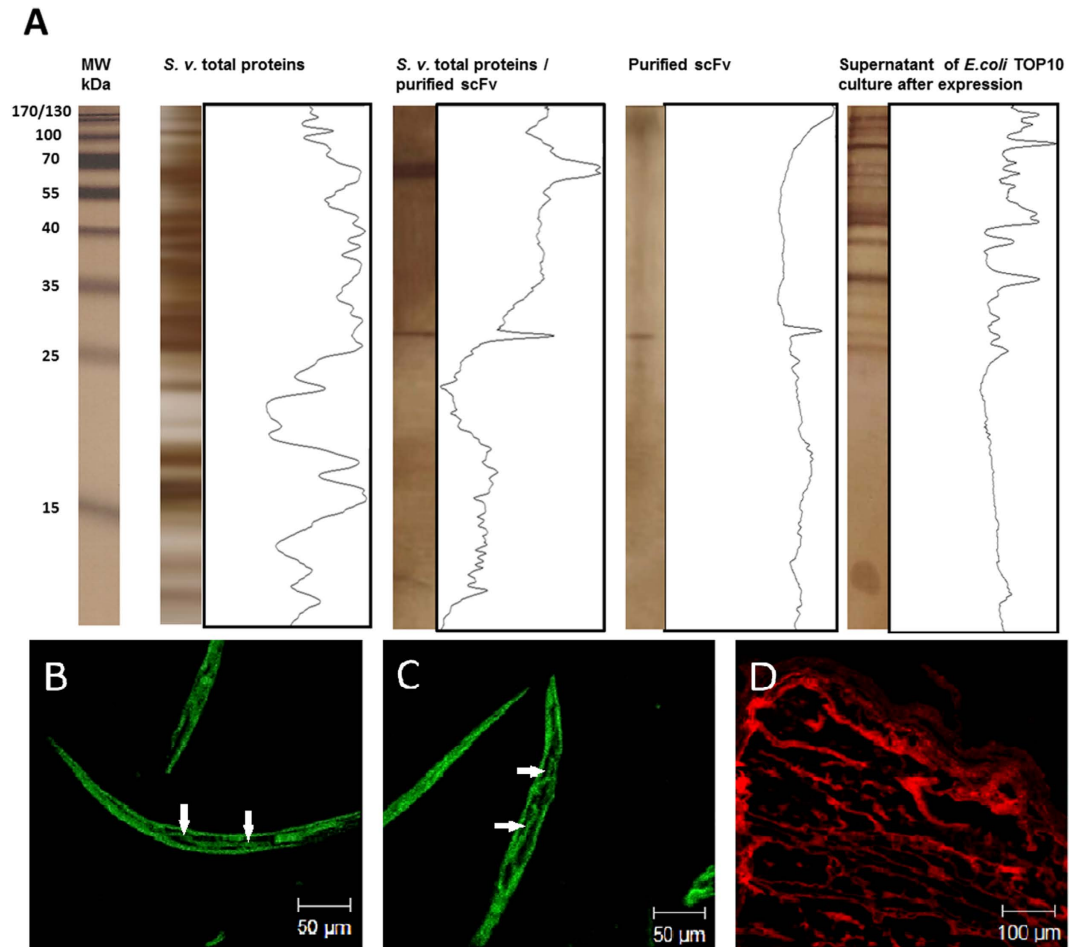 A
MW
kDa
S. v. total proteins
S. v. total proteins /
purified scFv
Purified scFv
Supernatant of E.coli TOP10
culture after expression
170/130
100
70
55
40
35
25
15
B
50 µm
C
50 µm
D
100 µm